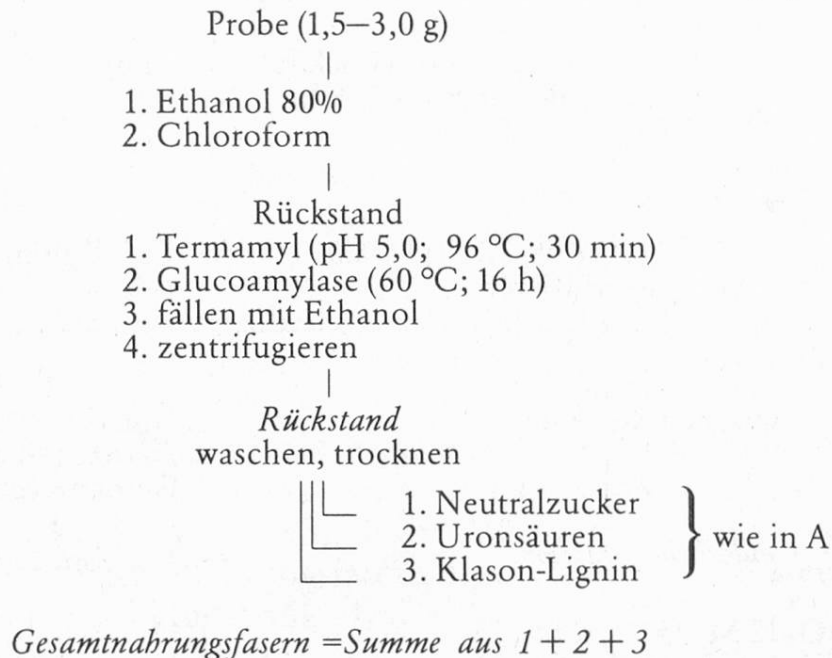 Probe (1,5–3,0 g)
1. Ethanol 80%
2. Chloroform
Rückstand
1. Termamyl (pH 5,0; 96 °C; 30 min)
2. Glucoamylase (60 °C; 16 h)
3. fällen mit Ethanol
4. zentrifugieren
Rückstand
waschen, trocknen
1. Neutralzucker
2. Uronsäuren
3. Klason-Lignin
wie in A
Gesamtnahrungsfasern =Summe aus 1+2+3